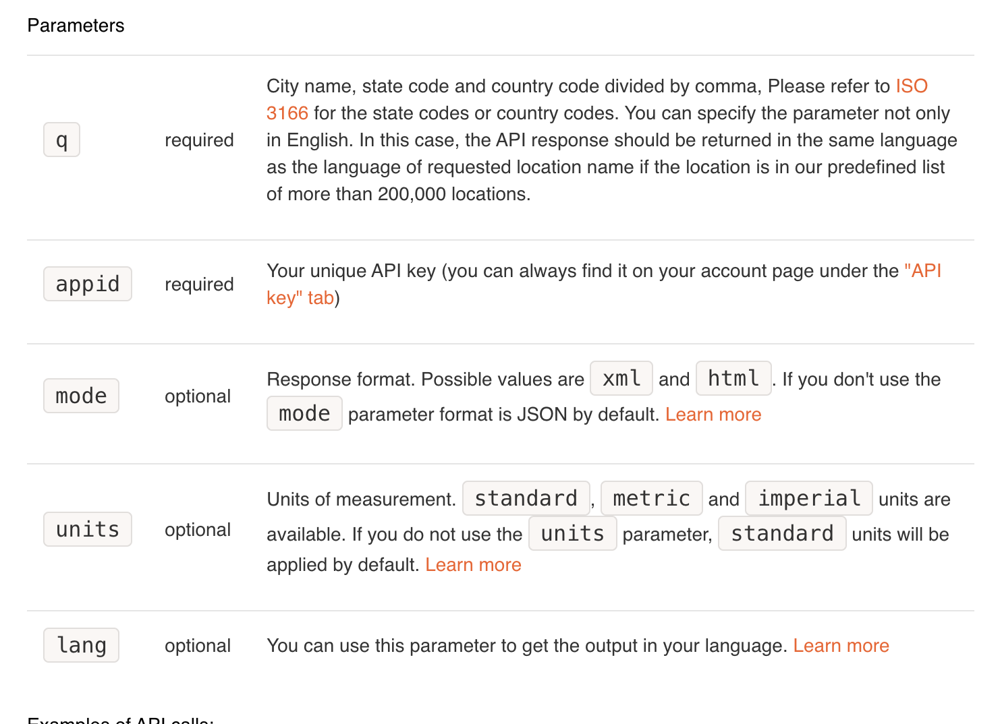 Parameters
q
required
City name, state code and country code divided by comma, Please refer to ISO
3166 for the state codes or country codes. You can specify the parameter not only
in English. In this case, the API response should be returned in the same language
as the language of requested location name if the location is in our predefined list
of more than 200,000 locations.
appid
required
Your unique API key (you can always find it on your account page under the "API
key" tab)
mode
optional
Response format. Possible values are xml and html. If you don't use the
mode parameter format is JSON by default. Learn more
units
optional
Units of measurement. standard, metric and imperial units are
available. If you do not use the units parameter, standard units will be
applied by default. Learn more
lang
optional
You can use this parameter to get the output in your language. Learn more
Examples of API calls: